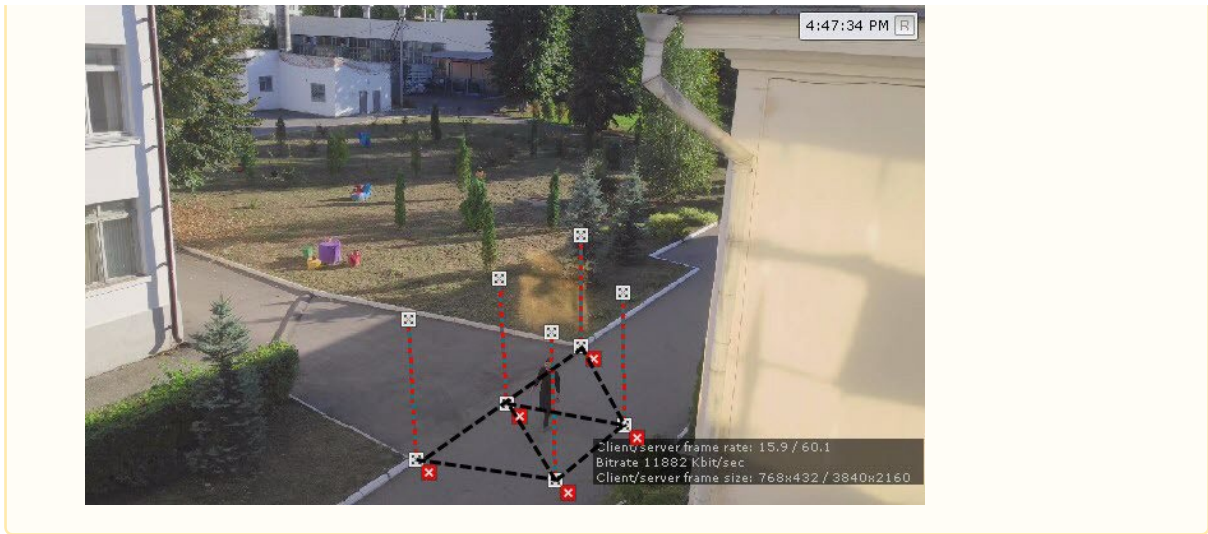 4:47:34 PM R
Client/server frame rate: 15.9 / 60.1
Bitrate 11882 Kbit/sec
Client/server frame size: 768x432 / 3840x2160